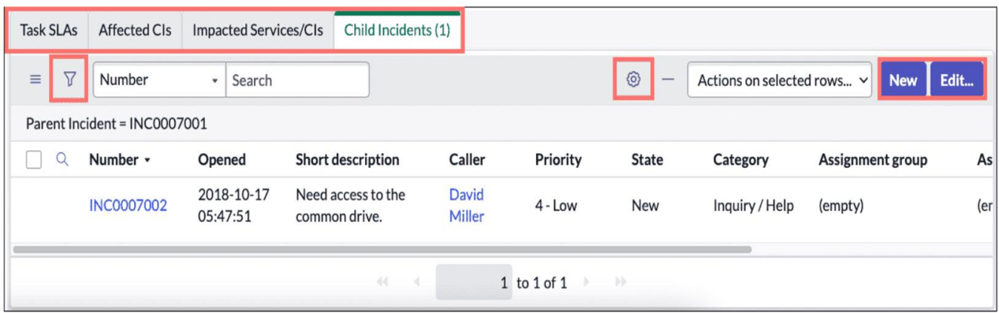 Task SLAs Affected CIs Impacted Services/CIs Child Incidents (1)
Number Search Actions on selected rows... New Edit...
Parent Incident = INC0007001
Number Opened Short description Caller Priority State Category Assignment group As
INC0007002 2018-10-17 05:47:51 Need access to the common drive. David Miller 4 - Low New Inquiry / Help (empty) (er
1 to 1 of 1